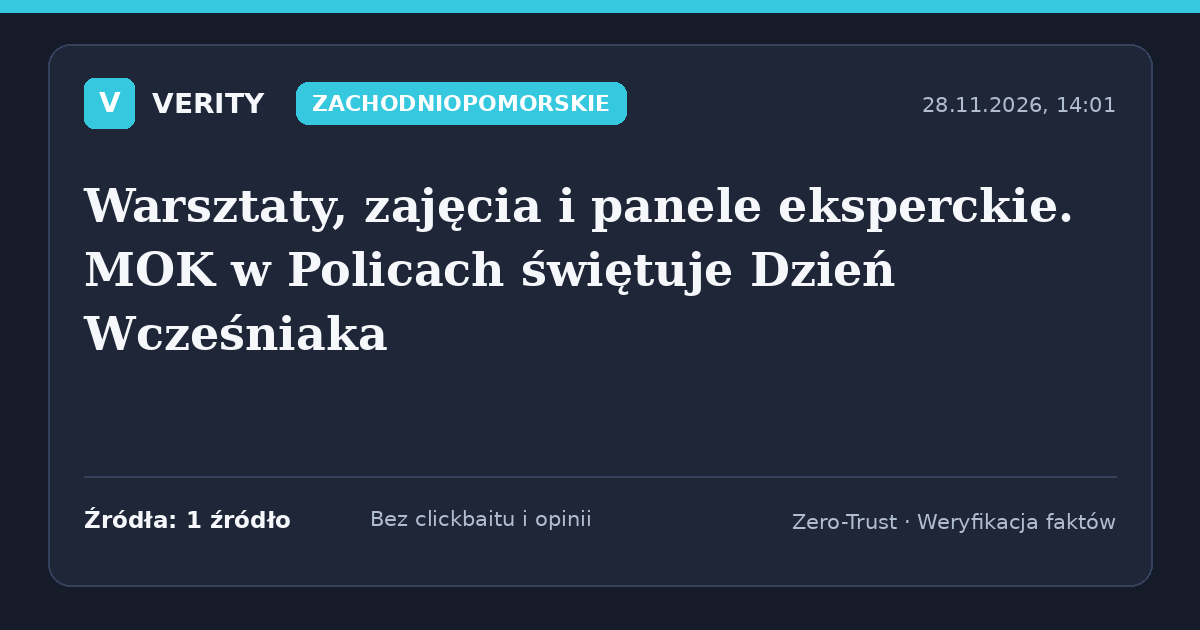 V VERITY ZACHODNIOPOMORSKIE 28.11.2026, 14:01
Warsztaty, zajęcia i panele eksperckie.
MOK w Policach świętuje Dzień
Wcześniaka
Źródła: 1 źródło Bez clickbaitu i opinii Zero-Trust · Weryfikacja faktów